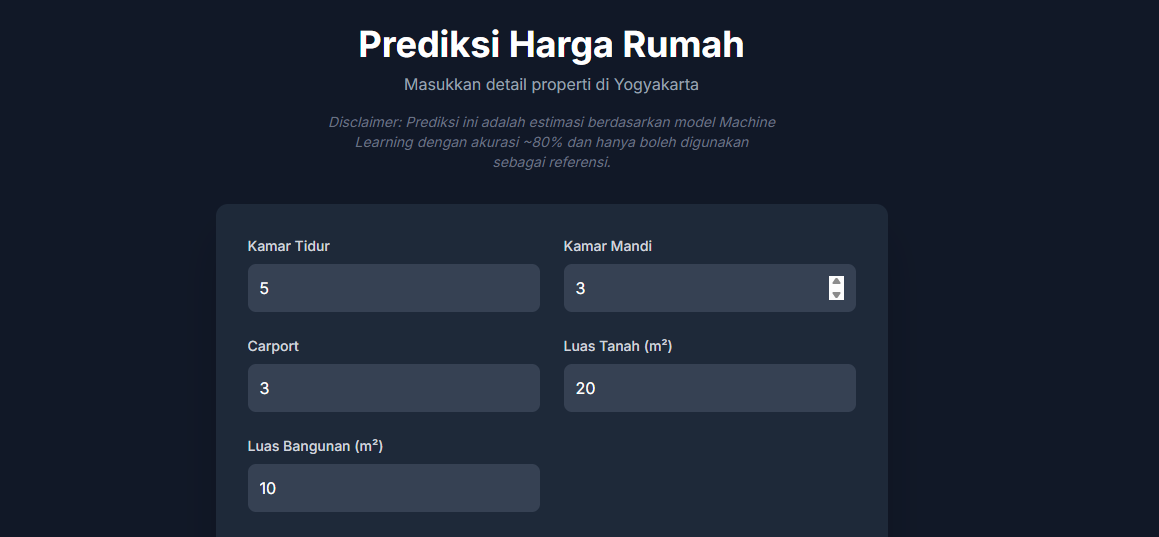 Prediksi Harga Rumah
Masukkan detail properti di Yogyakarta
Disclaimer: Prediksi ini adalah estimasi berdasarkan model Machine
Learning dengan akurasi ~80% dan hanya boleh digunakan
sebagai referensi.
Kamar Tidur
5
Kamar Mandi
3
Carport
3
Luas Tanah (m²)
20
Luas Bangunan (m²)
10